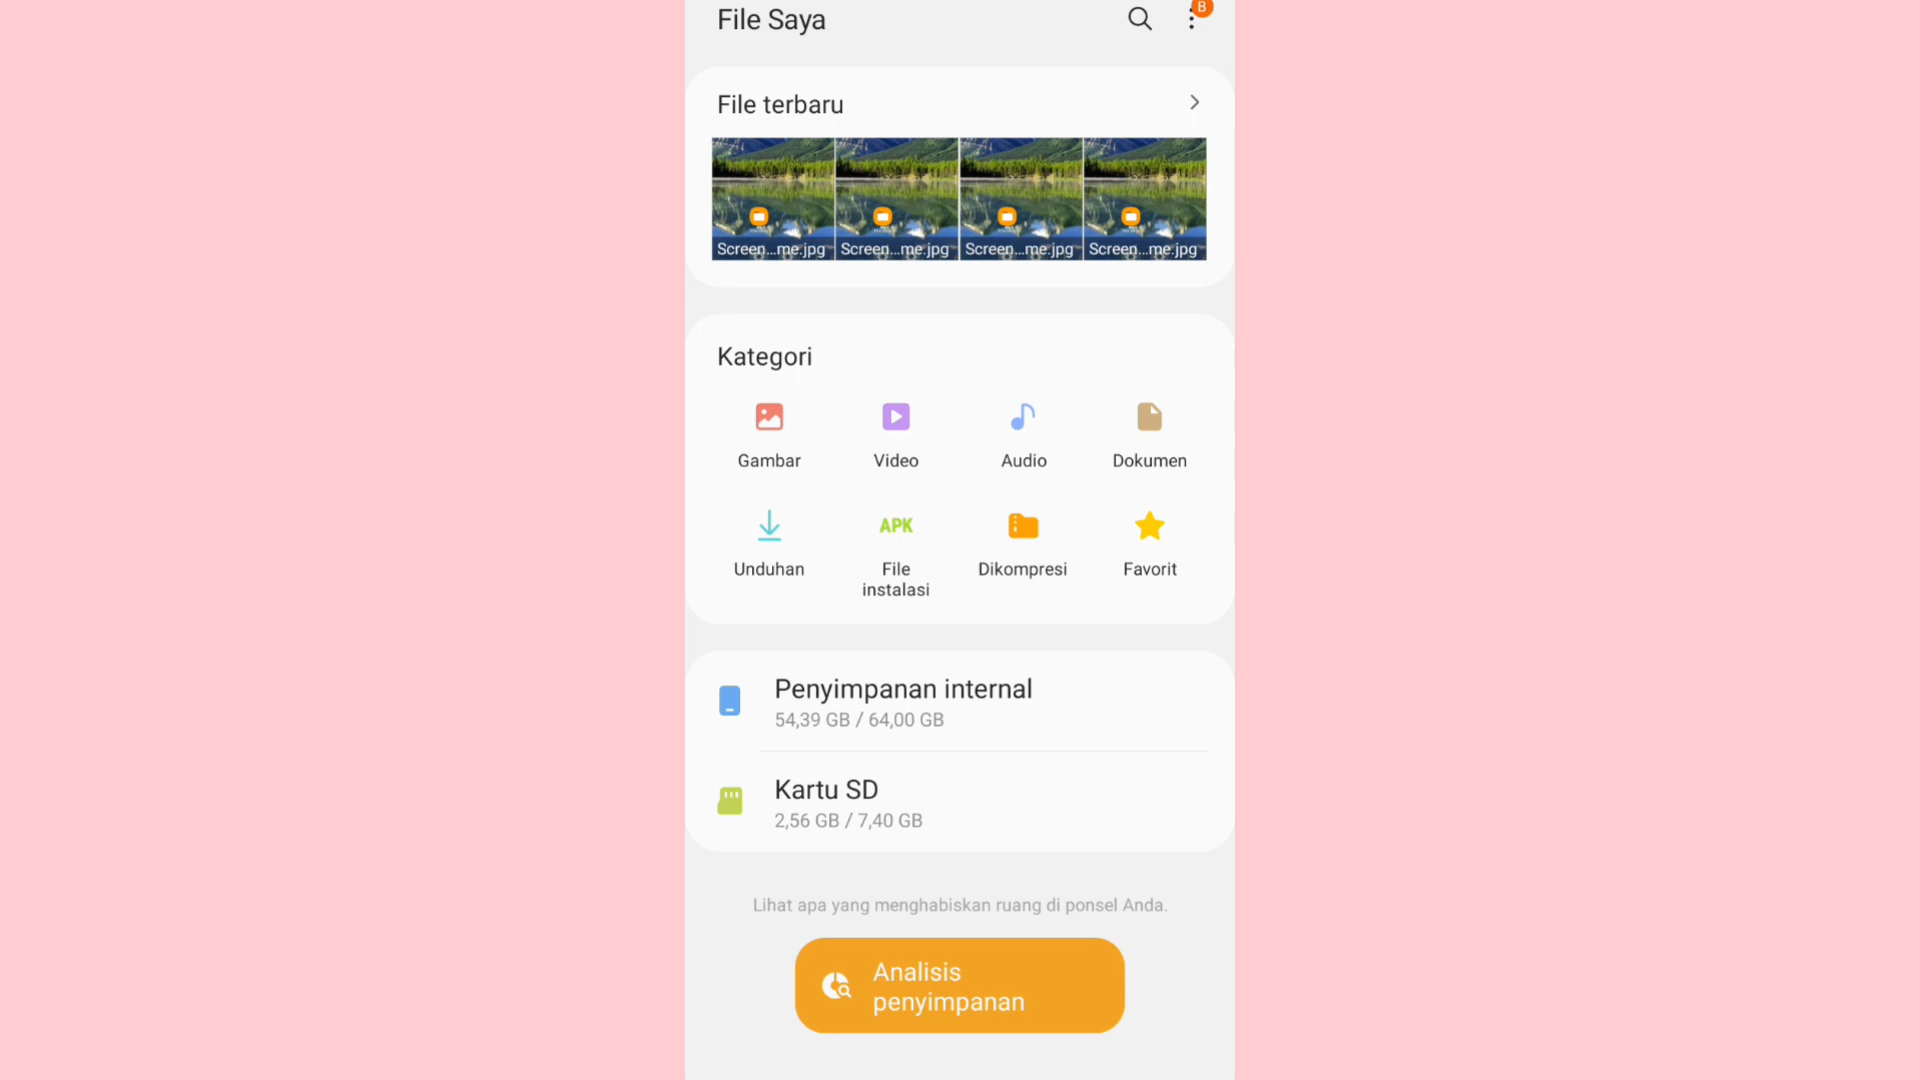 File Saya
B
File terbaru
Screen...me.jpg Screen...me.jpg Screen...me.jpg Screen...me.jpg
Kategori
Gambar Video Audio Dokumen
APK
Unduhan File instalasi Dikompresi Favorit
Penyimpanan internal
54,39 GB / 64,00 GB
Kartu SD
2,56 GB / 7,40 GB
Lihat apa yang menghabiskan ruang di ponsel Anda.
Analisis
penyimpanan